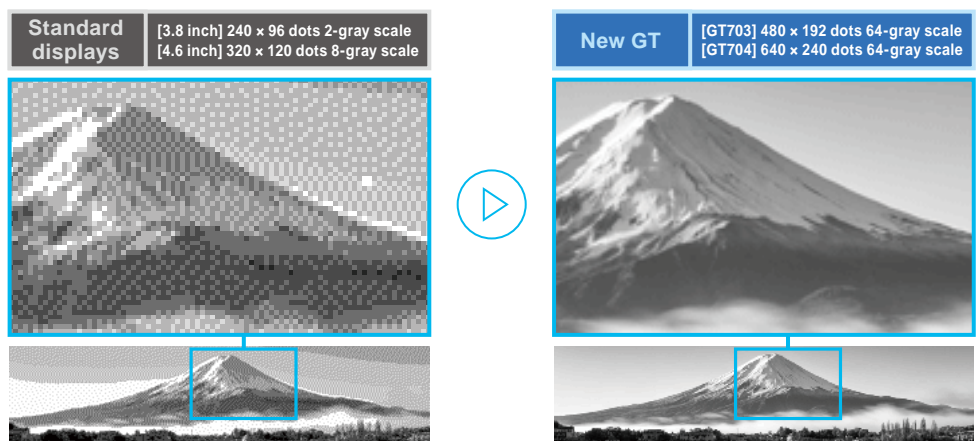 Standard
displays
[3.8 inch] 240 × 96 dots 2-gray scale
[4.6 inch] 320 × 120 dots 8-gray scale
New GT
[GT703] 480 × 192 dots 64-gray scale
[GT704] 640 × 240 dots 64-gray scale